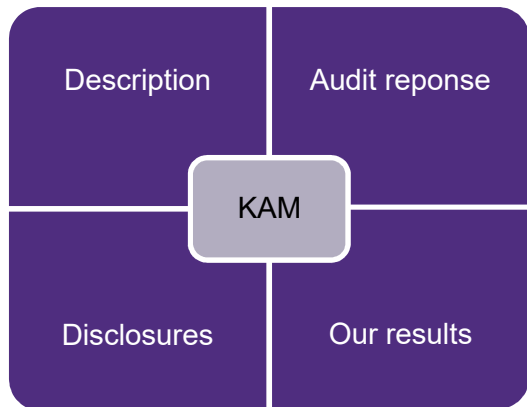 Description
Audit reponse
KAM
Disclosures
Our results